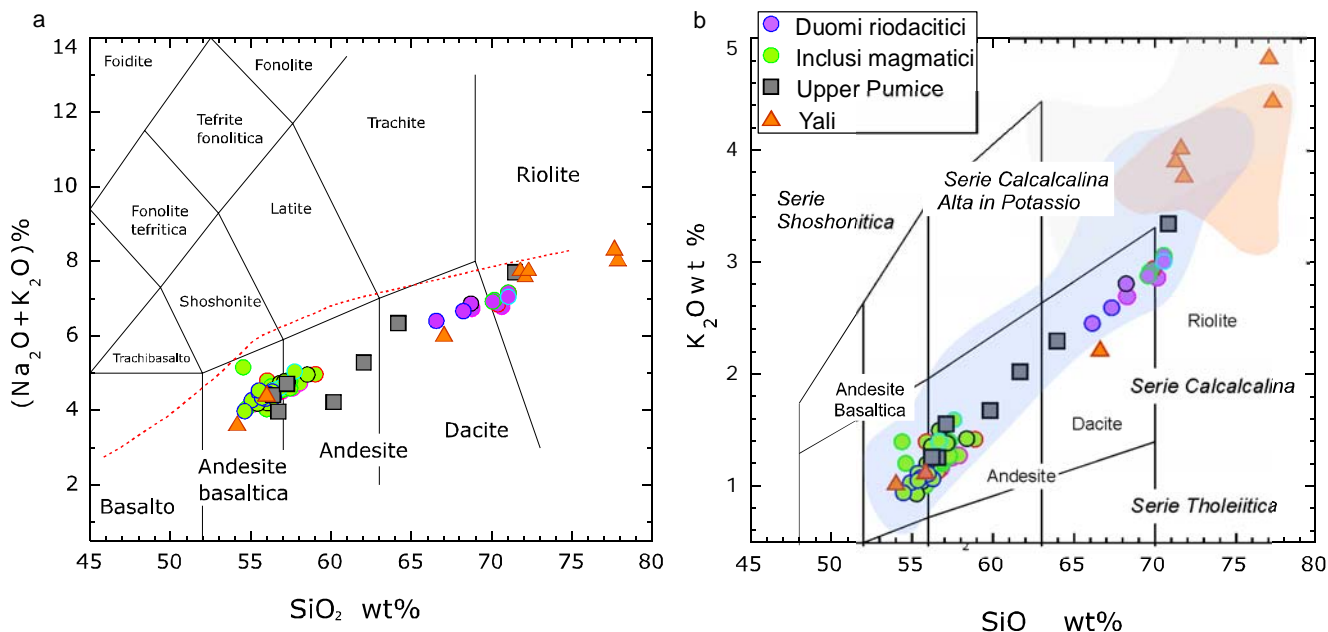 a
Foidite
Fonolite
Tefrite
fonolitica
Trachite
Riolite
Fonolite
tefritica
Latite
Shoshonite
Trachibasalto
Basalto
Andesite
basaltica
Andesite
Dacite
14
12
10
8
6
4
2
(Na2O+K2O)%
45 50 55 60 65 70 75 80
SiO2 wt%
b
Duomi riodacitici
Inclusi magmatici
Upper Pumice
Yali
Serie
Shoshonitica
Serie Calcalcalina
Alta in Potassio
Andesite
Basaltica
Riolite
Serie Calcalcalina
Dacite
Andesite
Serie Tholeiitica
2
5
4
3
2
1
K2Owt %
45 50 55 60 65 70 75 80
SiO wt%